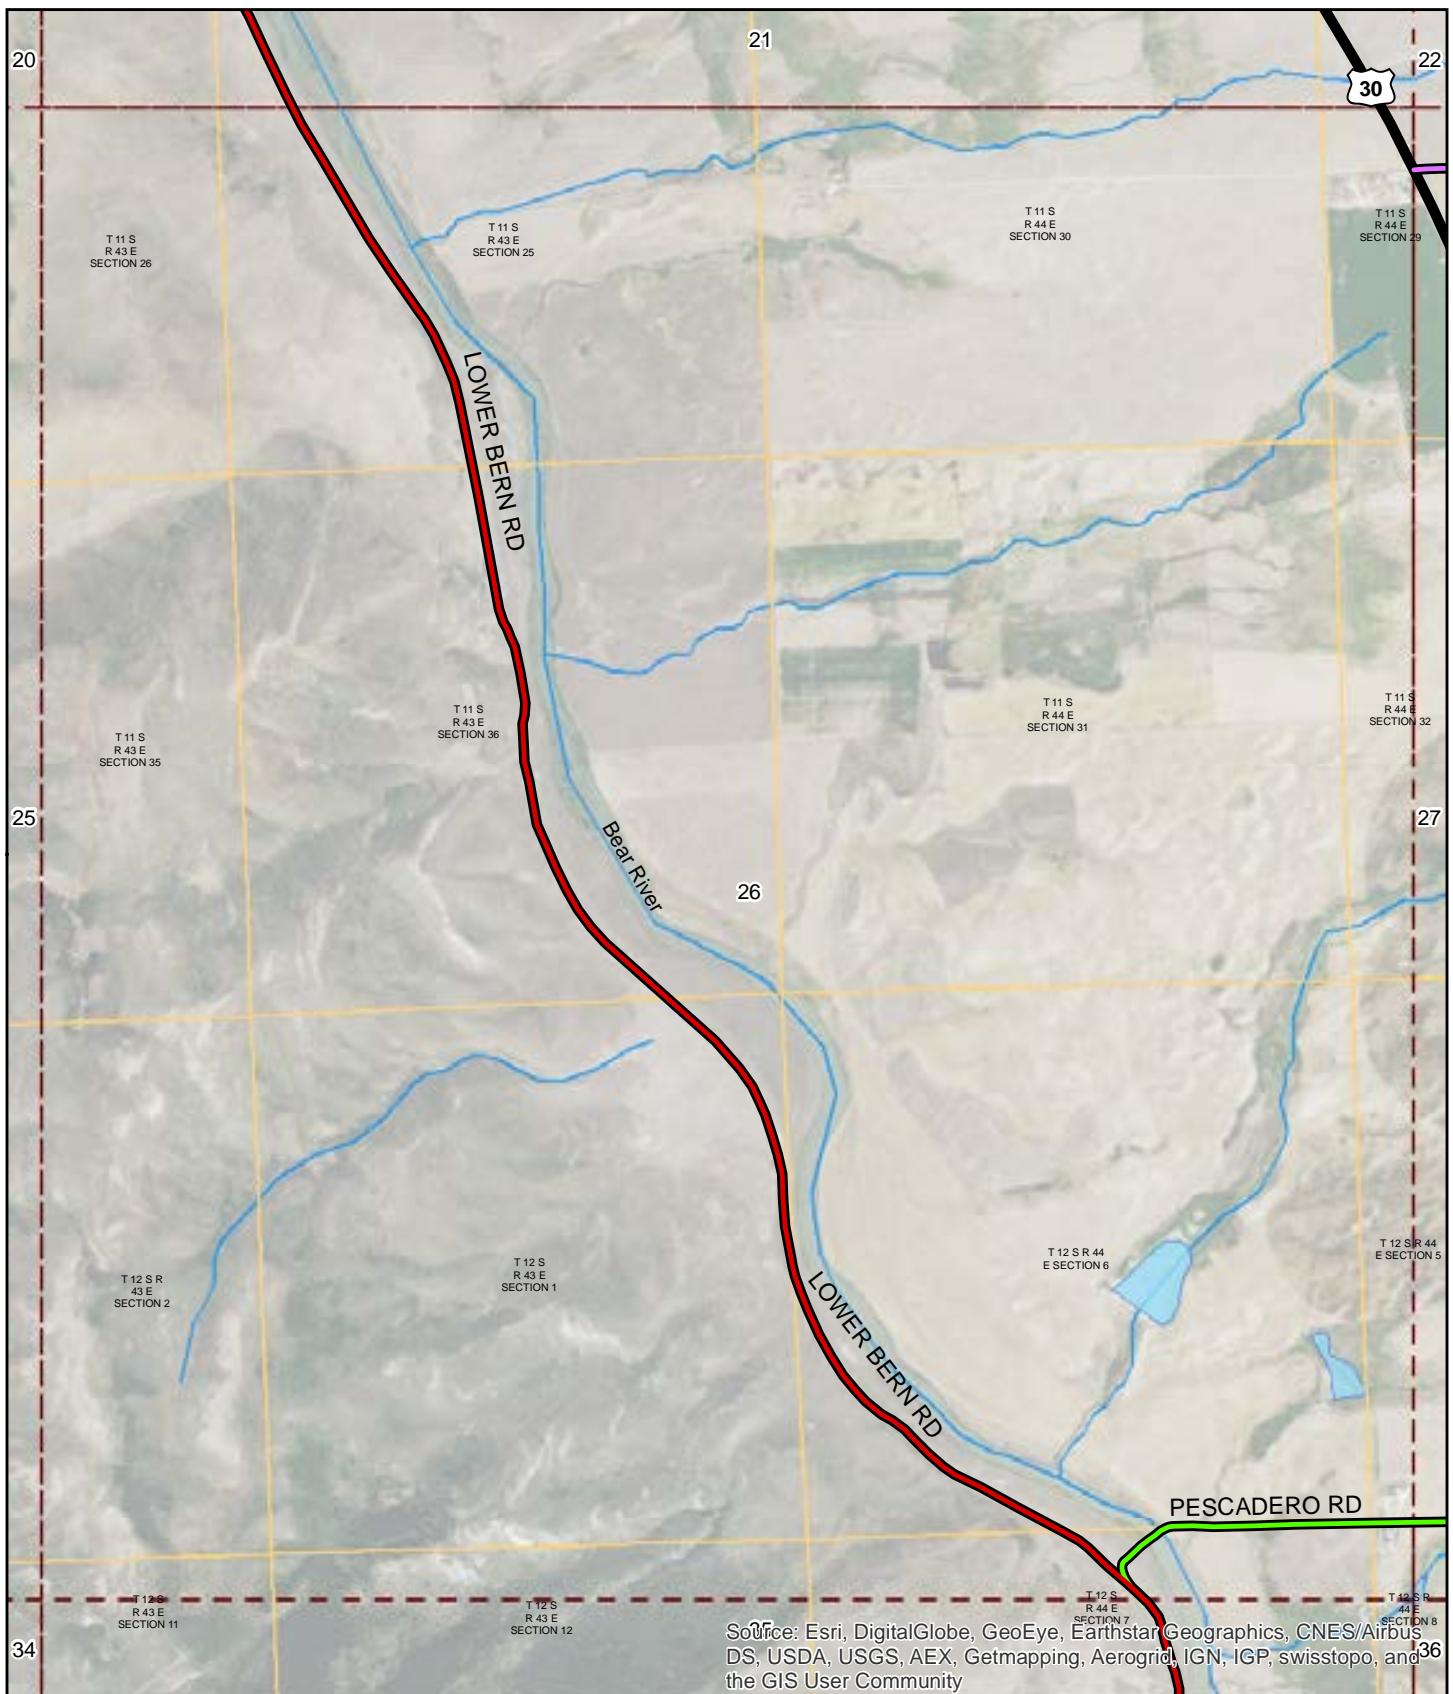 21
20
22
30
T 11 S
R 43 E
SECTION 25
T 11 S
R 44 E
SECTION 30
T 11 S
R 44 E
SECTION 29
T 11 S
R 43 E
SECTION 26
LOWER BERN RD
T 11 S
R 43 E
SECTION 35
T 11 S
R 43 E
SECTION 36
T 11 S
R 44 E
SECTION 31
T 11 S
R 44 E
SECTION 32
25
27
Bear River
26
T 12 S R
43 E
SECTION 2
T 12 S
R 43 E
SECTION 1
T 12 S R 44
E SECTION 6
T 12 S R 44
E SECTION 5
LOWER BERN RD
PESCADERO RD
T 12 S
R 43 E
SECTION 11
T 12 S
R 43 E
SECTION 12
T 12 S
R 44 E
SECTION 7
T 12 S R
44 E
SECTION 8
34
35
36
Source: Esri, DigitalGlobe, GeoEye, Earthstar Geographics, CNES/Airbus
DS, USDA, USGS, AEX, Getmapping, Aerogrid, IGN, IGP, swisstopo, and
the GIS User Community